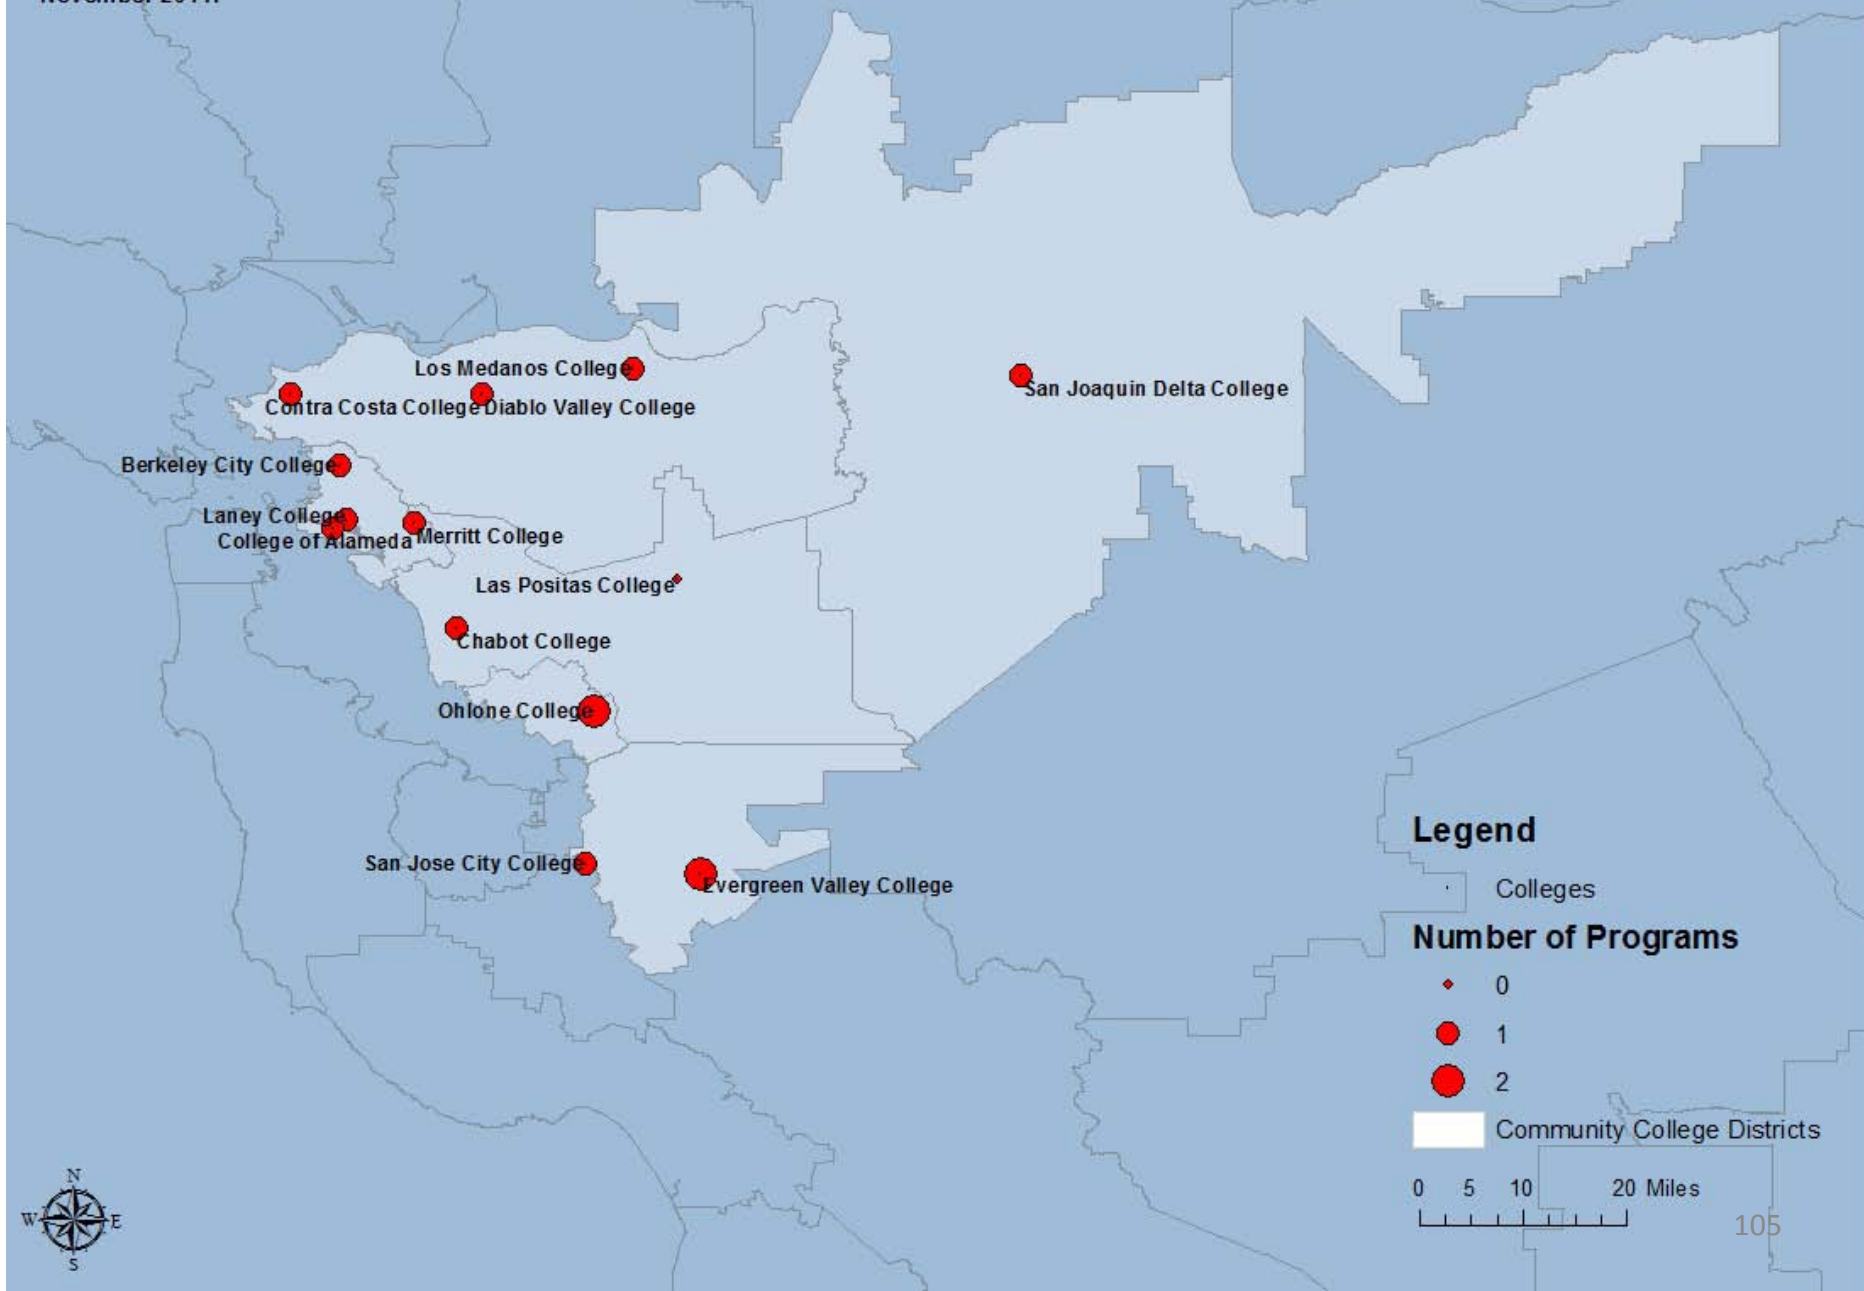 Los Medanos College
Contra Costa College
Diablo Valley College
San Joaquin Delta College
Berkeley City College
Laney College
College of Alameda
Merritt College
Las Positas College
Chabot College
Ohlone College
San Jose City College
Evergreen Valley College
Legend
Colleges
Number of Programs
0
1
2
Community College Districts
0 5 10 20 Miles
105
N
W E
S